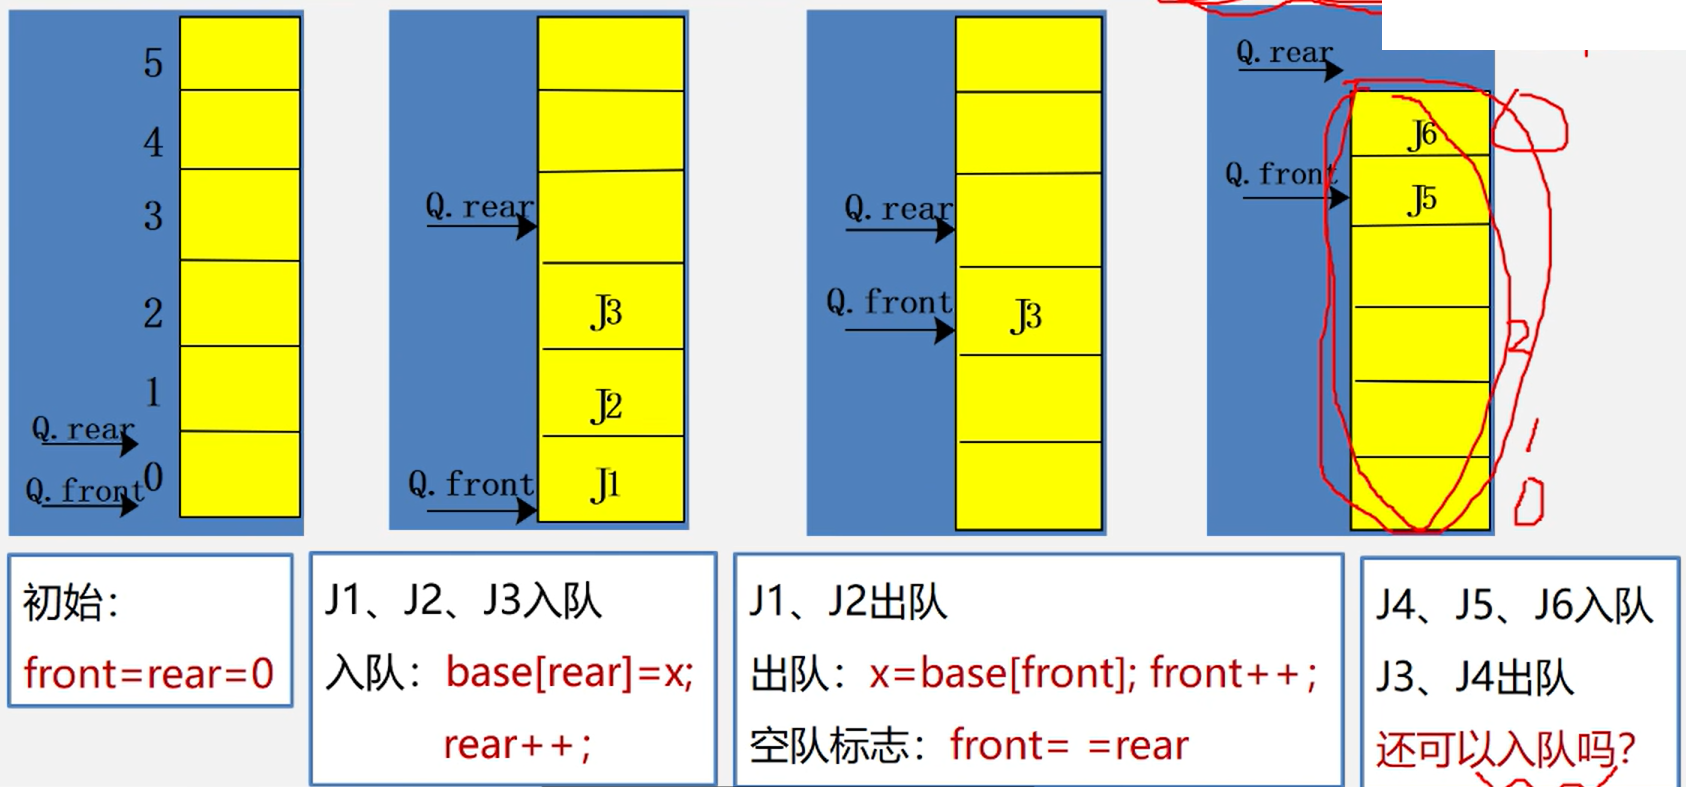 5
4
3
2
1
Q.rear
0
Q.front
Q.rear
J3
J2
Q.front
J1
Q.rear
Q.front
J3
Q.rear
J6
Q.front
J5
2
1
0
初始：
front=rear=0
J1、J2、J3入队
入队：base[rear]=x;
rear++;
J1、J2出队
出队：x=base[front]; front++;
空队标志：front= =rear
J4、J5、J6入队
J3、J4出队
还可以入队吗?